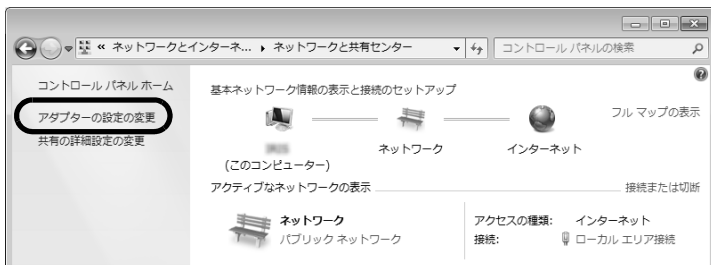 « ネットワークとインターネ... ▸ ネットワークと共有センター
コントロール パネルの検索
コントロール パネル ホーム
アダプターの設定の変更
共有の詳細設定の変更
基本ネットワーク情報の表示と接続のセットアップ
フル マップの表示
(このコンピューター)
ネットワーク
インターネット
アクティブなネットワークの表示
接続または切断
ネットワーク
パブリック ネットワーク
アクセスの種類: インターネット
接続: ローカル エリア接続